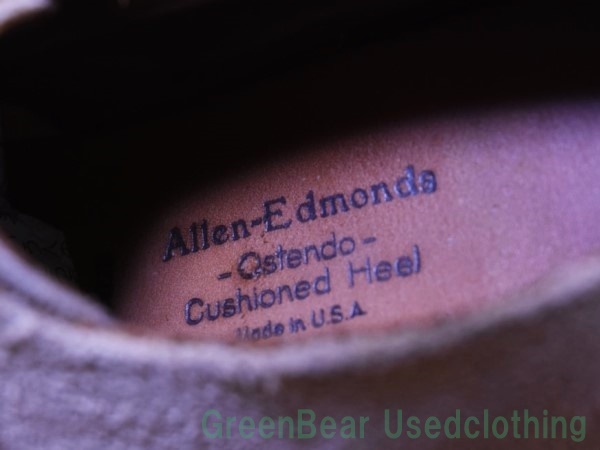 Allen-Edmonds
-Ostendo-
Cushioned Heel
Made in U.S.A
GreenBear Usedclothing